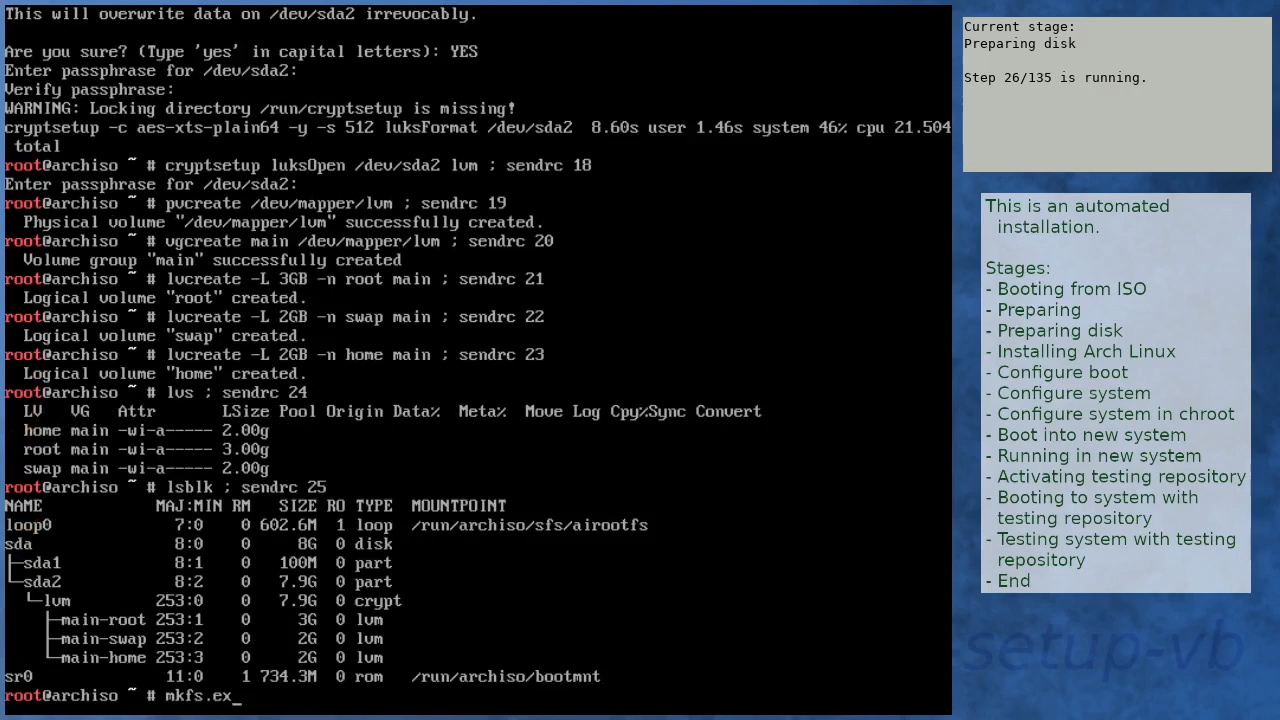 This will overwrite data on /dev/sda2 irrevocably.

Are you sure? (Type 'yes' in capital letters): YES
Enter passphrase for /dev/sda2:
Verify passphrase:
WARNING: Locking directory /run/cryptsetup is missing!
cryptsetup -c aes-xts-plain64 -y -s 512 luksFormat /dev/sda2  8.60s user 1.46s system 46% cpu 21.504
 total
root@archiso ~ # cryptsetup luksOpen /dev/sda2 lvm ; sendrc 18
Enter passphrase for /dev/sda2:
root@archiso ~ # pvcreate /dev/mapper/lvm ; sendrc 19
  Physical volume "/dev/mapper/lvm" successfully created.
root@archiso ~ # vgcreate main /dev/mapper/lvm ; sendrc 20
  Volume group "main" successfully created
root@archiso ~ # lvcreate -L 3GB -n root main ; sendrc 21
  Logical volume "root" created.
root@archiso ~ # lvcreate -L 2GB -n swap main ; sendrc 22
  Logical volume "swap" created.
root@archiso ~ # lvcreate -L 2GB -n home main ; sendrc 23
  Logical volume "home" created.
root@archiso ~ # lvs ; sendrc 24
  LV   VG   Attr       LSize Pool Origin Data%  Meta%  Move Log Cpy%Sync Convert
  home main -wi-a----- 2.00g
  root main -wi-a----- 3.00g
  swap main -wi-a----- 2.00g
root@archiso ~ # lsblk ; sendrc 25
NAME            MAJ:MIN RM   SIZE RO TYPE  MOUNTPOINT
loop0             7:0    0 602.6M  1 loop  /run/archiso/sfs/airootfs
sda               8:0    0     8G  0 disk
├─sda1            8:1    0   100M  0 part
└─sda2            8:2    0   7.9G  0 part
  └─lvm         253:0    0   7.9G  0 crypt
    ├─main-root 253:1    0     3G  0 lvm
    ├─main-swap 253:2    0     2G  0 lvm
    └─main-home 253:3    0     2G  0 lvm
sr0              11:0    1 734.3M  0 rom   /run/archiso/bootmnt
root@archiso ~ # mkfs.ex_
Current stage:
Preparing disk

Step 26/135 is running.
This is an automated
installation.

Stages:
- Booting from ISO
- Preparing
- Preparing disk
- Installing Arch Linux
- Configure boot
- Configure system
- Configure system in chroot
- Boot into new system
- Running in new system
- Activating testing repository
- Booting to system with
testing repository
- Testing system with testing
repository
- End
setup-vb